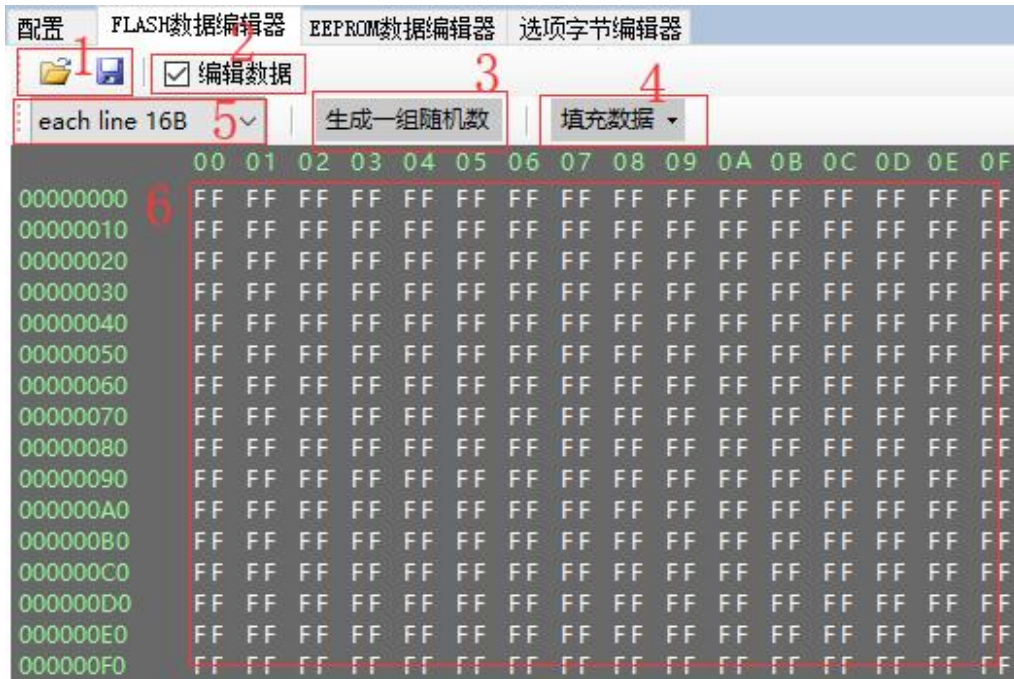 配置 FLASH数据编辑器 EEPROM数据编辑器 选项字节编辑器
1 2 编辑数据 3 4
each line 16B 5 生成一组随机数 填充数据
00 01 02 03 04 05 06 07 08 09 0A 0B 0C 0D 0E 0F
00000000 6 FF FF FF FF FF FF FF FF FF FF FF FF FF FF FF FF
00000010 FF FF FF FF FF FF FF FF FF FF FF FF FF FF FF FF
00000020 FF FF FF FF FF FF FF FF FF FF FF FF FF FF FF FF
00000030 FF FF FF FF FF FF FF FF FF FF FF FF FF FF FF FF
00000040 FF FF FF FF FF FF FF FF FF FF FF FF FF FF FF FF
00000050 FF FF FF FF FF FF FF FF FF FF FF FF FF FF FF FF
00000060 FF FF FF FF FF FF FF FF FF FF FF FF FF FF FF FF
00000070 FF FF FF FF FF FF FF FF FF FF FF FF FF FF FF FF
00000080 FF FF FF FF FF FF FF FF FF FF FF FF FF FF FF FF
00000090 FF FF FF FF FF FF FF FF FF FF FF FF FF FF FF FF
000000A0 FF FF FF FF FF FF FF FF FF FF FF FF FF FF FF FF
000000B0 FF FF FF FF FF FF FF FF FF FF FF FF FF FF FF FF
000000C0 FF FF FF FF FF FF FF FF FF FF FF FF FF FF FF FF
000000D0 FF FF FF FF FF FF FF FF FF FF FF FF FF FF FF FF
000000E0 FF FF FF FF FF FF FF FF FF FF FF FF FF FF FF FF
000000F0 FF FF FF FF FF FF FF FF FF FF FF FF FF FF FF FF